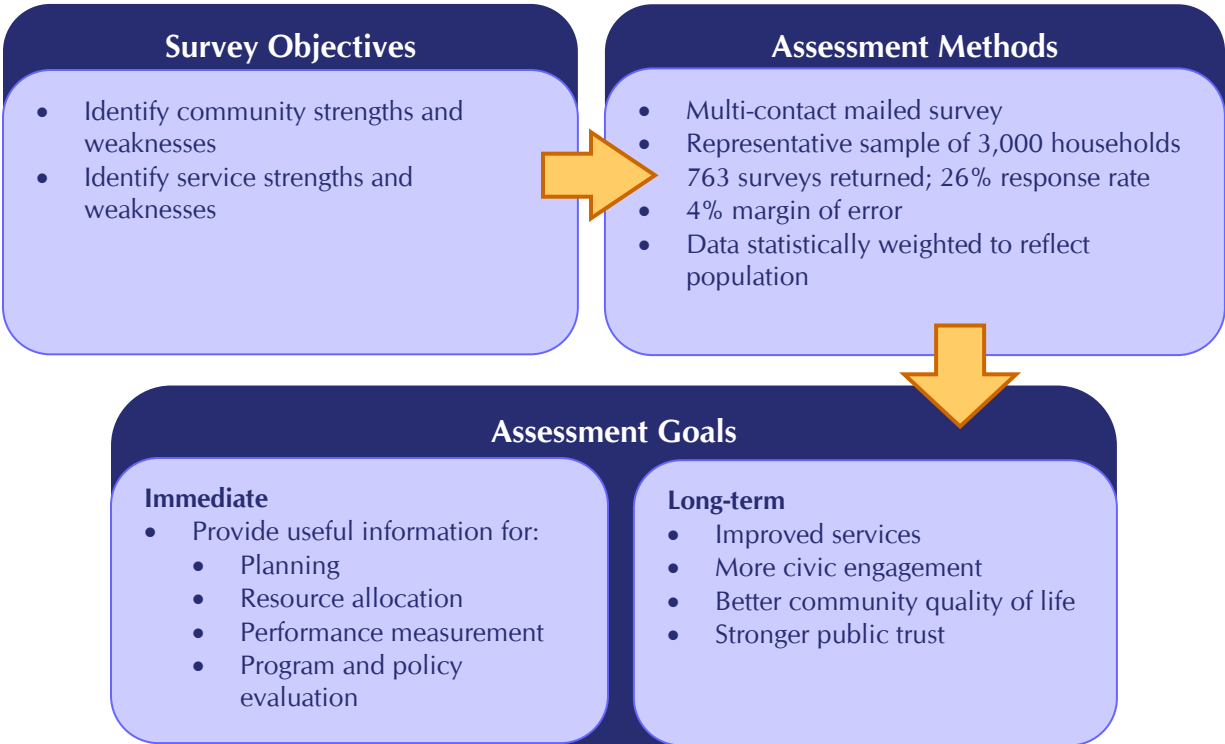 Survey Objectives
• Identify community strengths and
weaknesses
• Identify service strengths and
weaknesses
Assessment Methods
• Multi-contact mailed survey
• Representative sample of 3,000 households
763 surveys returned; 26% response rate
• 4% margin of error
• Data statistically weighted to reflect
population
Assessment Goals
Immediate
• Provide useful information for:
• Planning
• Resource allocation
• Performance measurement
• Program and policy
evaluation
Long-term
• Improved services
• More civic engagement
• Better community quality of life
• Stronger public trust